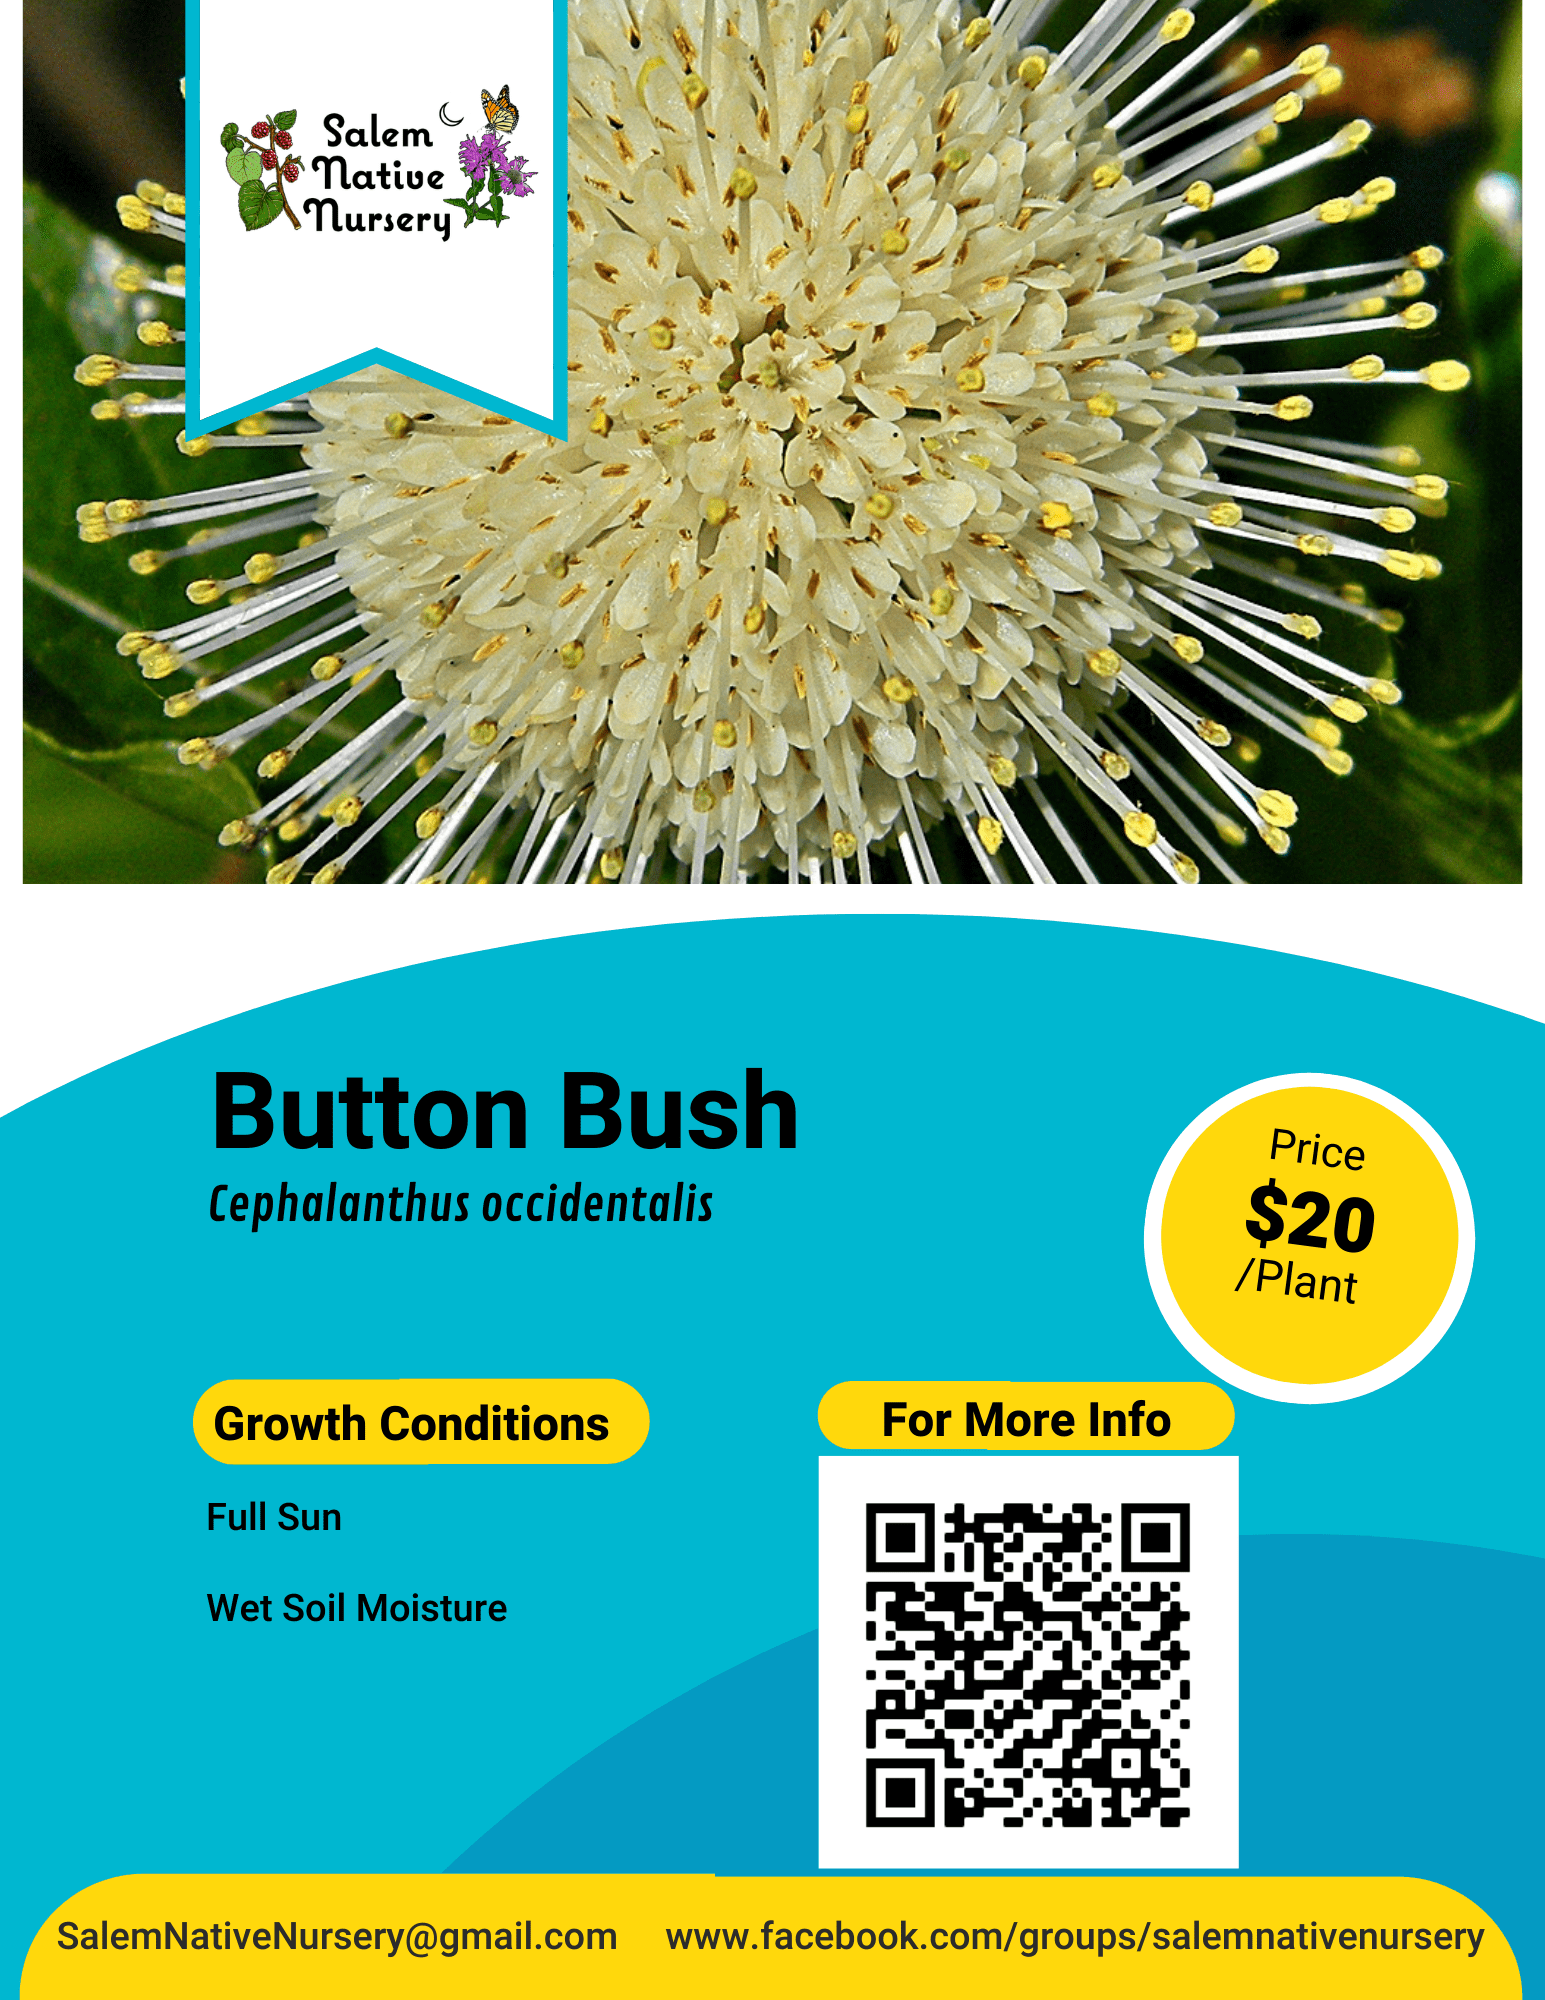 Salem
Native
Nursery
Button Bush
Cephalanthus occidentalis
Price
$20
/Plant
Growth Conditions
Full Sun
Wet Soil Moisture
For More Info
SalemNativeNursery@gmail.com
www.facebook.com/groups/salemnativenursery